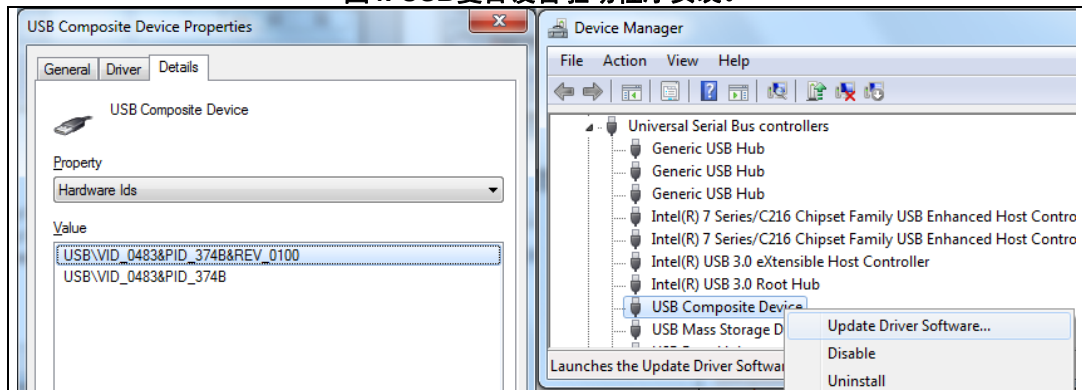 USB Composite Device Properties
General Driver Details
USB Composite Device
Property
Hardware Ids
Value
USB\VID_0483&PID_374B&REV_0100
USB\VID_0483&PID_374B
Device Manager
File Action View Help
Universal Serial Bus controllers
Generic USB Hub
Generic USB Hub
Generic USB Hub
Intel(R) 7 Series/C216 Chipset Family USB Enhanced Host Contro
Intel(R) 7 Series/C216 Chipset Family USB Enhanced Host Contro
Intel(R) USB 3.0 eXtensible Host Controller
Intel(R) USB 3.0 Root Hub
USB Composite Device
USB Mass Storage D
Launches the Update Driver Softwar
Update Driver Software...
Disable
Uninstall